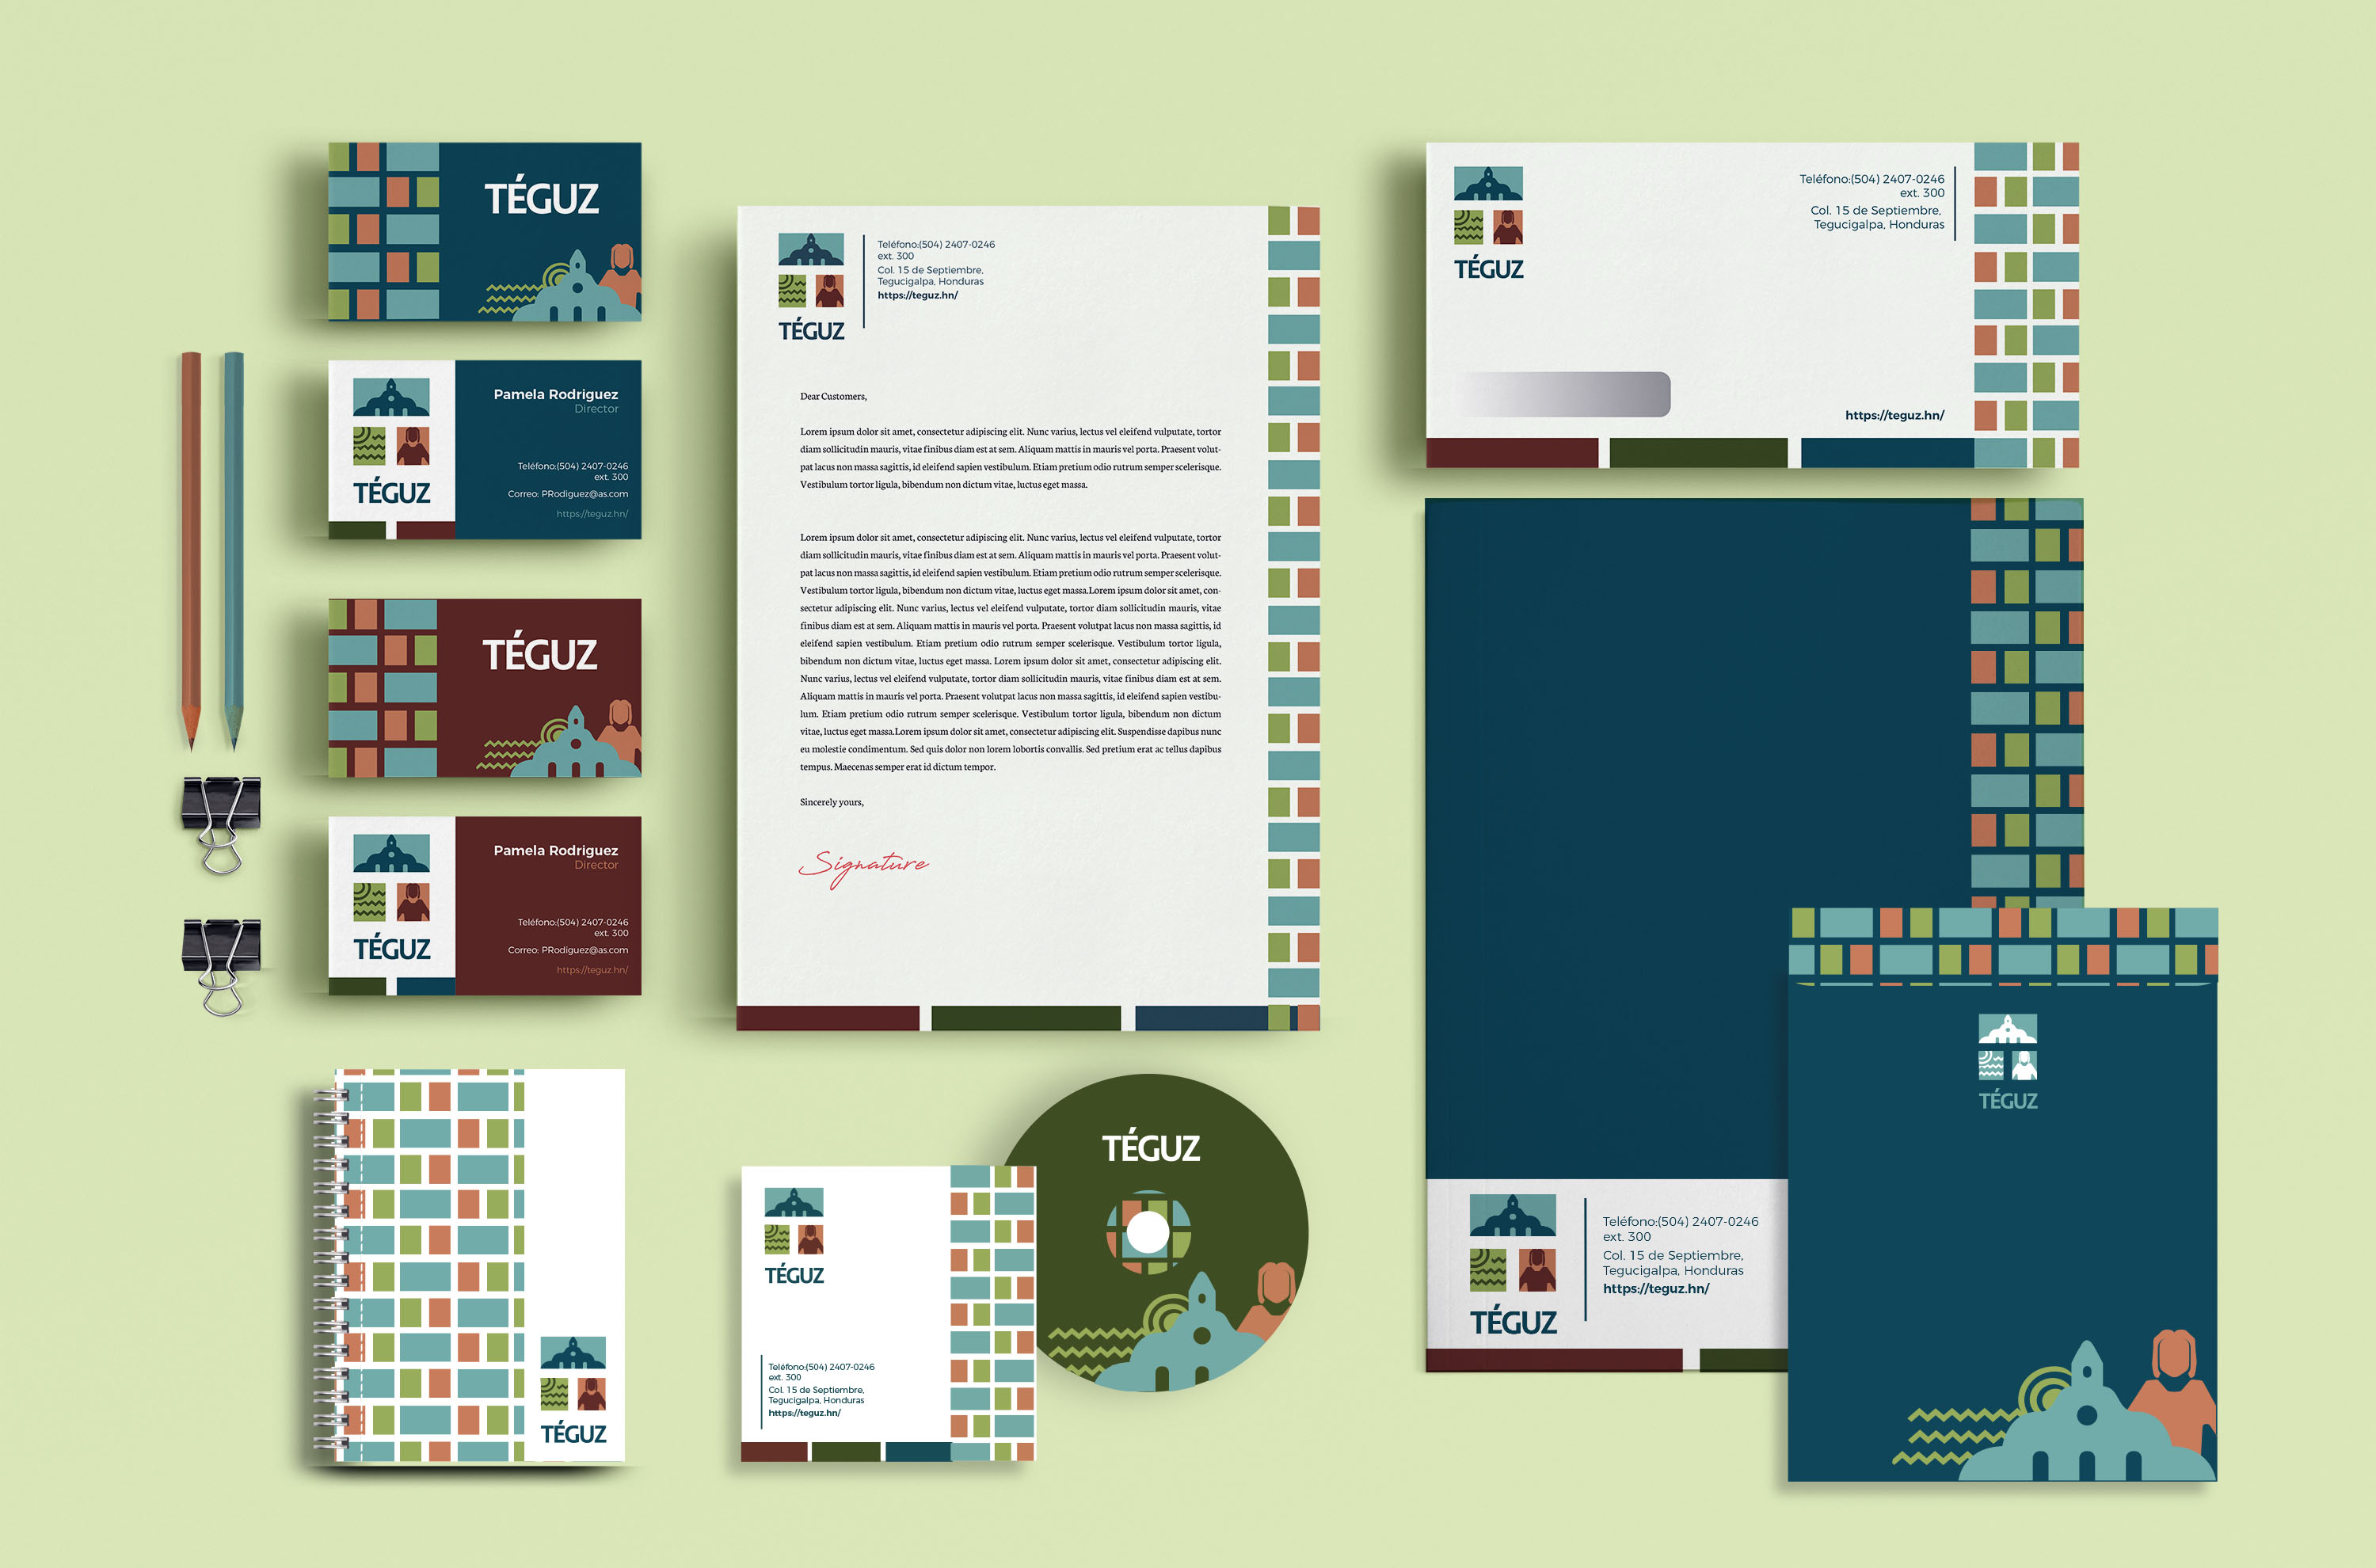 TÉGUZ
TÉGUZ
Pamela Rodriguez
Director
Teléfono:(504) 2407-0246
ext. 300
Correo: PRodiguez@as.com
https://teguz.hn/
TÉGUZ
TÉGUZ
Pamela Rodriguez
Director
Teléfono:(504) 2407-0246
ext. 300
Correo: PRodiguez@as.com
https://teguz.hn/
TÉGUZ
TÉGUZ
Teléfono:(504) 2407-0246
ext. 300
Col. 15 de Septiembre,
Tegucigalpa, Honduras
https://teguz.hn/
Dear Customers,
Lorem ipsum dolor sit amet, consectetur adipiscing elit. Nunc varius, lectus vel eleifend vulputate, tortor
diam sollicitudin mauris, vitae finibus diam est at sem. Aliquam mattis in mauris vel porta. Praesent volut-
pat lacus non massa sagittis, id eleifend sapien vestibulum. Etiam pretium odio rutrum semper scelerisque.
Vestibulum tortor ligula, bibendum non dictum vitae, luctus eget massa.
Lorem ipsum dolor sit amet, consectetur adipiscing elit. Nunc varius, lectus vel eleifend vulputate, tortor
diam sollicitudin mauris, vitae finibus diam est at sem. Aliquam mattis in mauris vel porta. Praesent volut-
pat lacus non massa sagittis, id eleifend sapien vestibulum. Etiam pretium odio rutrum semper scelerisque.
Vestibulum tortor ligula, bibendum non dictum vitae, luctus eget massa.Lorem ipsum dolor sit amet, con-
sectetur adipiscing elit. Nunc varius, lectus vel eleifend vulputate, tortor diam sollicitudin mauris, vitae
finibus diam est at sem. Aliquam mattis in mauris vel porta. Praesent volutpat lacus non massa sagittis, id
eleifend sapien vestibulum. Etiam pretium odio rutrum semper scelerisque. Vestibulum tortor ligula,
bibendum non dictum vitae, luctus eget massa. Lorem ipsum dolor sit amet, consectetur adipiscing elit.
Nunc varius, lectus vel eleifend vulputate, tortor diam sollicitudin mauris, vitae finibus diam est at sem.
Aliquam mattis in mauris vel porta. Praesent volutpat lacus non massa sagittis, id eleifend sapien vestibu-
lum. Etiam pretium odio rutrum semper scelerisque. Vestibulum tortor ligula, bibendum non dictum
vitae, luctus eget massa.Lorem ipsum dolor sit amet, consectetur adipiscing elit. Suspendisse dapibus nunc
eu molestie condimentum. Sed quis dolor non lorem lobortis convallis. Sed pretium erat ac tellus dapibus
tempus. Maecenas semper erat id dictum tempor.
Sincerely yours,
Signature
TÉGUZ
TÉGUZ
TÉGUZ
Teléfono:(504) 2407-0246
ext. 300
Col. 15 de Septiembre,
Tegucigalpa, Honduras
https://teguz.hn/
TÉGUZ
Teléfono:(504) 2407-0246
ext. 300
Col. 15 de Septiembre,
Tegucigalpa, Honduras
https://teguz.hn/
TÉGUZ
Teléfono:(504) 2407-0246
ext. 300
Col. 15 de Septiembre,
Tegucigalpa, Honduras
https://teguz.hn/
TÉGUZ